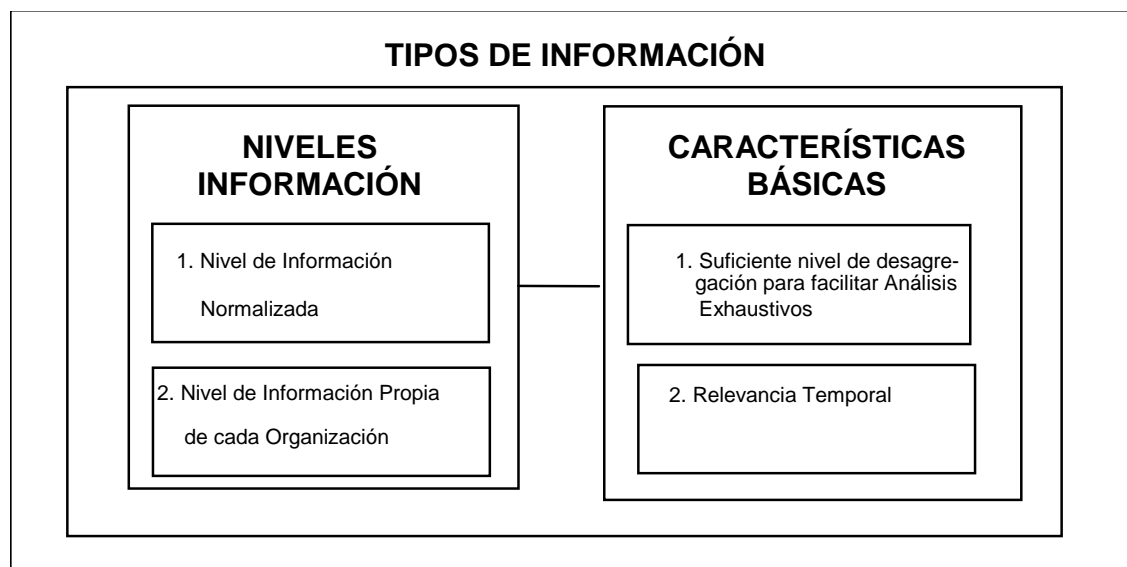 TIPOS DE INFORMACIÓN
NIVELES
INFORMACIÓN
1. Nivel de Información
Normalizada
2. Nivel de Información Propia
de cada Organización
CARACTERÍSTICAS
BÁSICAS
1. Suficiente nivel de desagre-
gación para facilitar Análisis
Exhaustivos
2. Relevancia Temporal